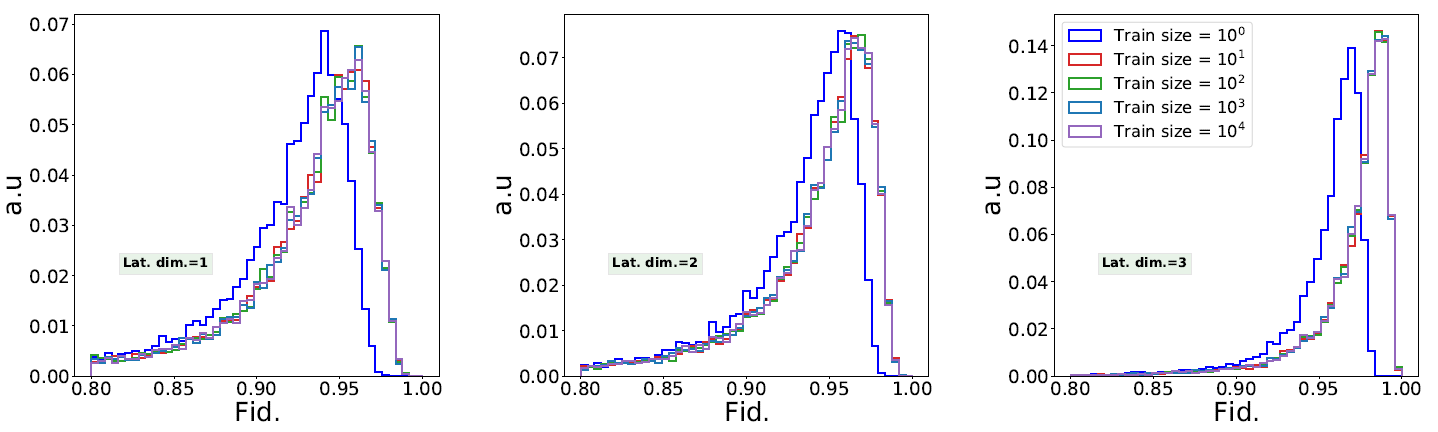 0.07
0.06
0.05
0.04
0.03
0.02
0.01
0.00
a.u
Lat. dim.=1
0.80 0.85 0.90 0.95 1.00
Fid.
0.07
0.06
0.05
0.04
0.03
0.02
0.01
0.00
a.u
Lat. dim.=2
0.80 0.85 0.90 0.95 1.00
Fid.
0.14
0.12
0.10
0.08
0.06
0.04
0.02
0.00
a.u
Train size = 10⁰
Train size = 10¹
Train size = 10²
Train size = 10³
Train size = 10⁴
Lat. dim.=3
0.80 0.85 0.90 0.95 1.00
Fid.